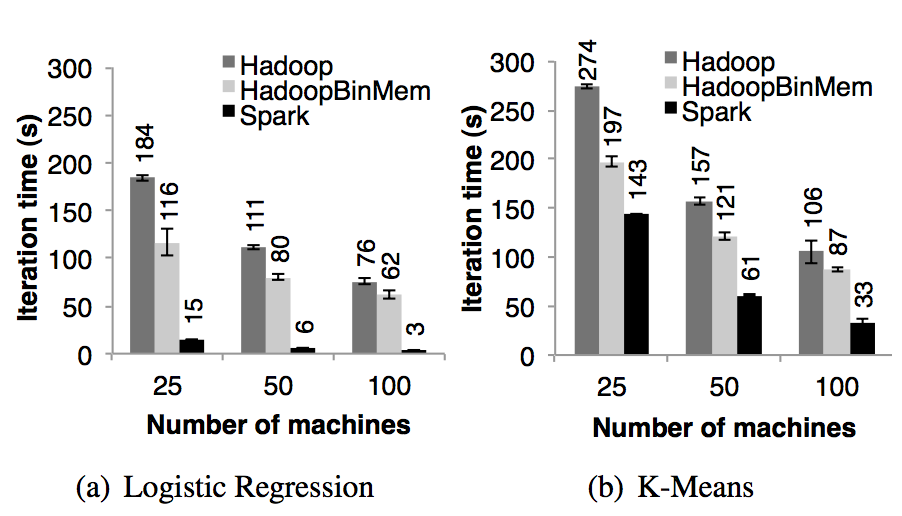 300
250
200
150
100
50
0
Iteration time (s)
Hadoop
HadoopBinMem
Spark
184
116
15
111
80
6
76
62
3
25 50 100
Number of machines
(a) Logistic Regression
300
250
200
150
100
50
0
Iteration time (s)
Hadoop
HadoopBinMem
Spark
274
197
143
157
121
61
106
87
33
25 50 100
Number of machines
(b) K-Means